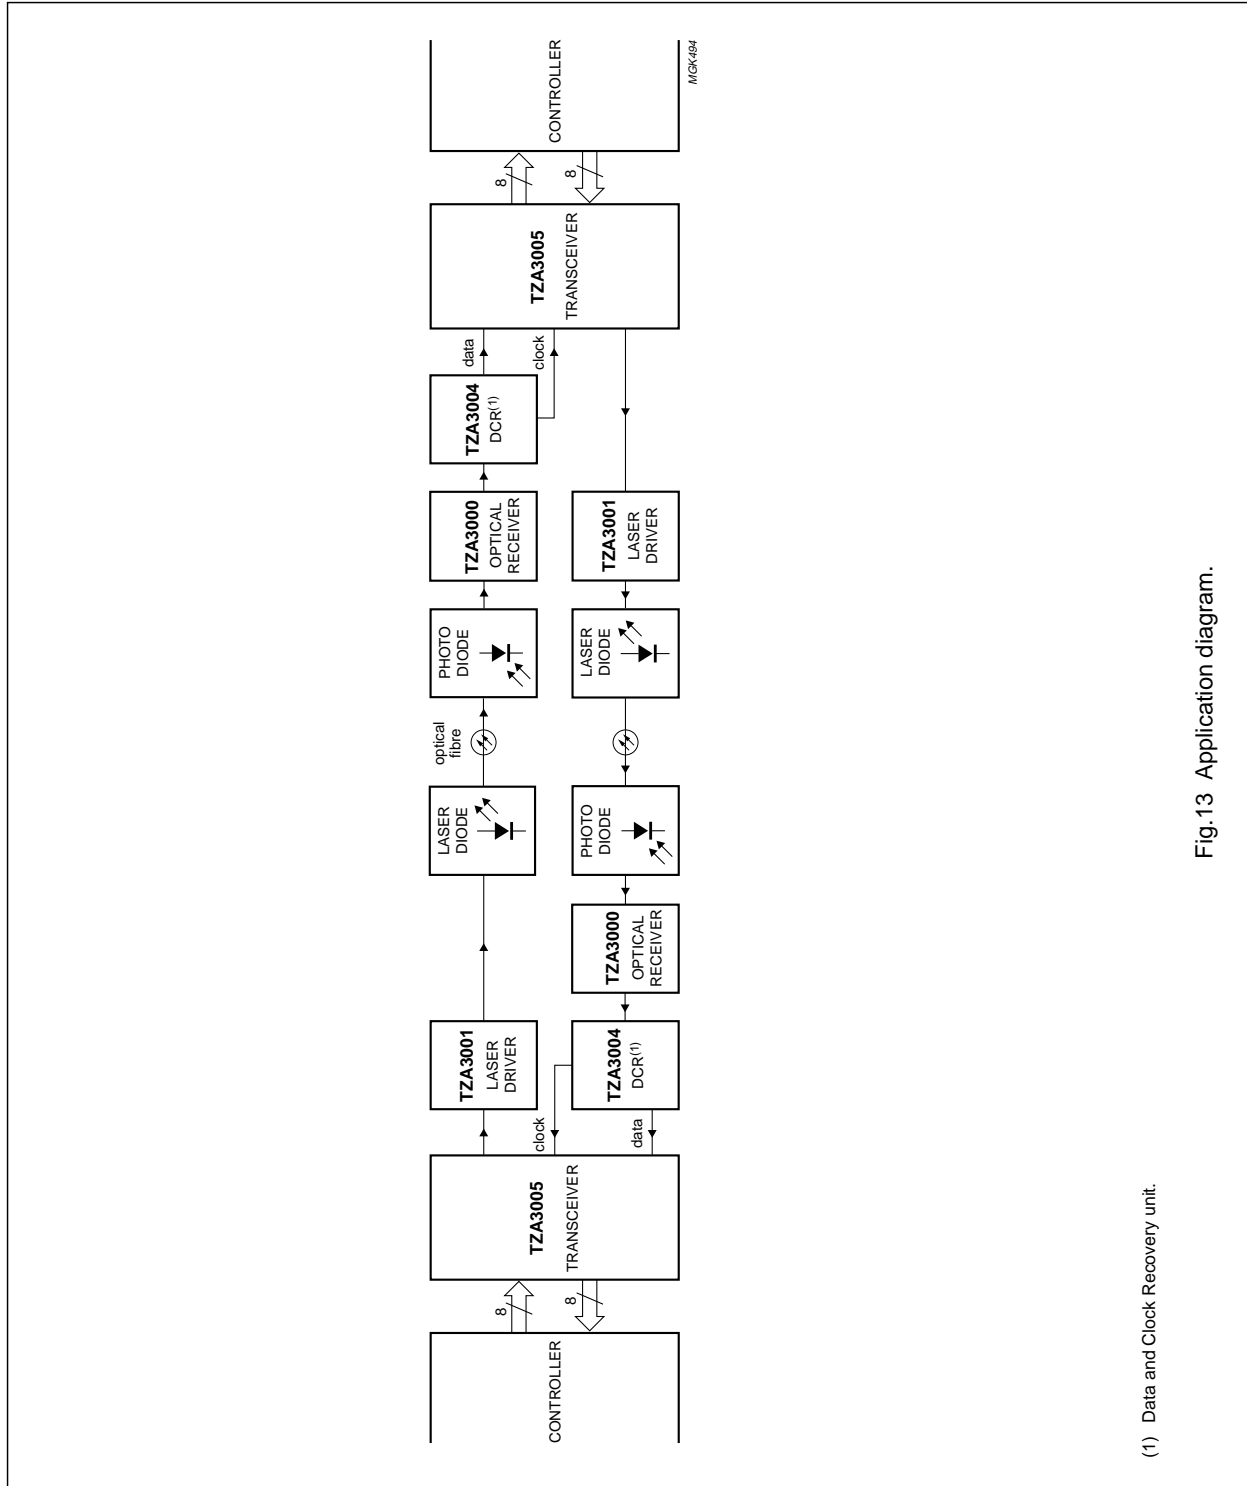 CONTROLLER
8
8
TZA3005
TRANSCEIVER
TZA3001
LASER
DRIVER
clock
data
TZA3004
DCR(1)
TZA3000
OPTICAL
RECEIVER
LASER
DIODE
PHOTO
DIODE
optical
fibre
PHOTO
DIODE
LASER
DIODE
TZA3000
OPTICAL
RECEIVER
TZA3001
LASER
DRIVER
TZA3004
DCR(1)
data
clock
TZA3005
TRANSCEIVER
8
8
CONTROLLER
MGK494
(1) Data and Clock Recovery unit.
Fig.13 Application diagram.